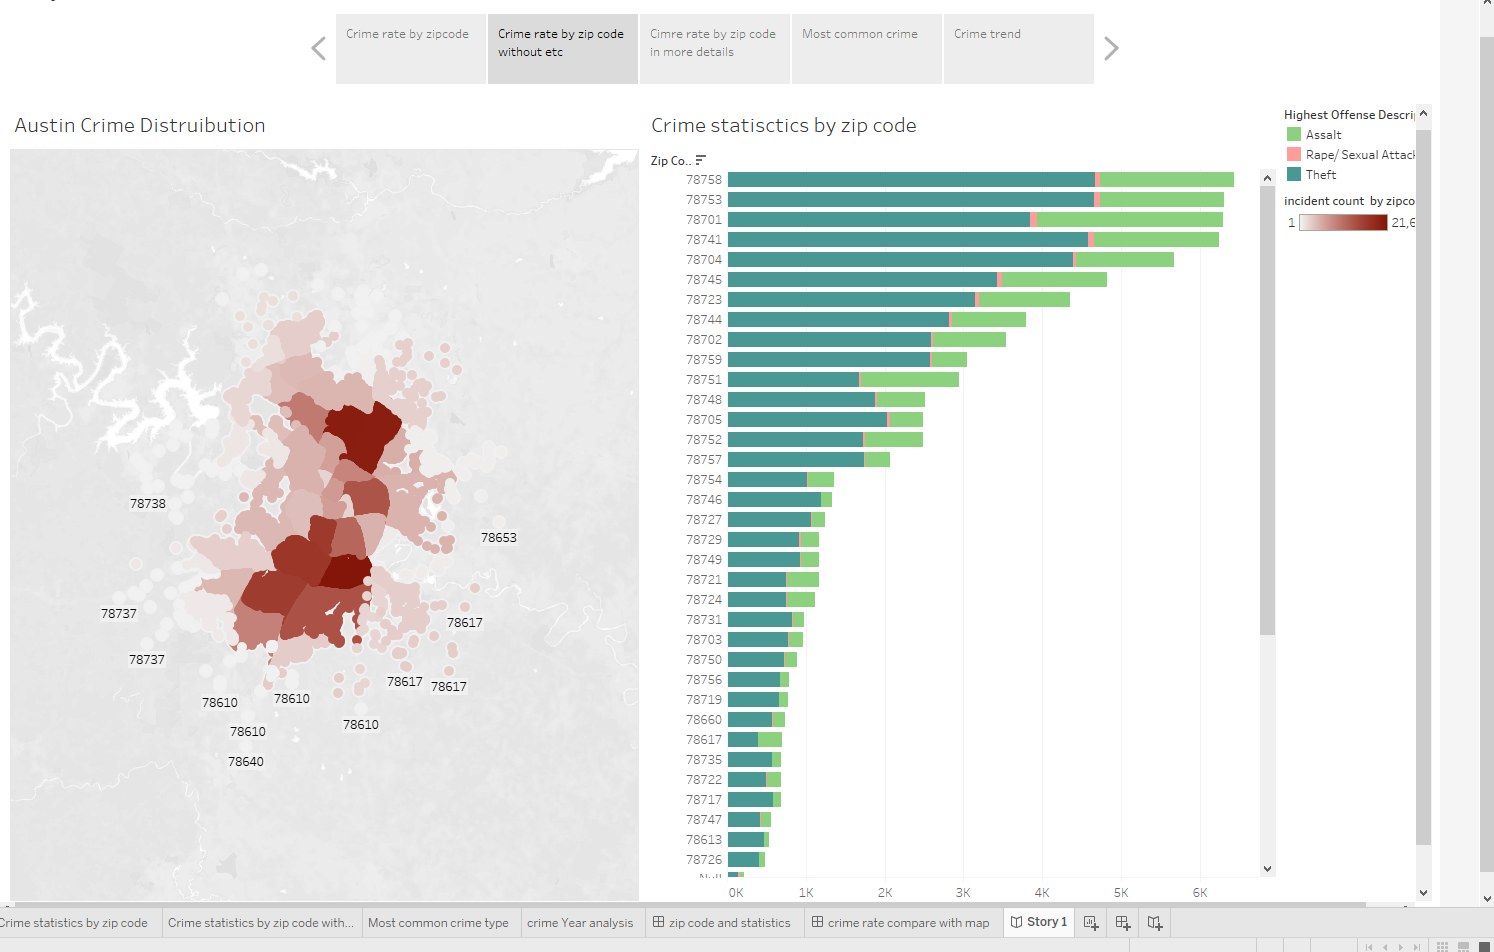 Crime rate by zipcode
Crime rate by zip code
without etc
Cimre rate by zip code
in more details
Most common crime
Crime trend
Austin Crime Distruibution
78738
78653
78737
78617
78737
78617
78617
78610
78610
78610
78610
78640
Crime statisctics by zip code
Zip Co..
78758
78753
78701
78741
78704
78745
78723
78744
78702
78759
78751
78748
78705
78752
78757
78754
78746
78727
78729
78749
78721
78724
78731
78703
78750
78756
78719
78660
78617
78735
78722
78717
78747
78613
78726
Null
0K 1K 2K 3K 4K 5K 6K
Highest Offense Descrip
Assalt
Rape/ Sexual Attack
Theft
incident count by zipco
1 21,6
Crime statistics by zip code
Crime statistics by zip code with...
Most common crime type
crime Year analysis
zip code and statistics
crime rate compare with map
Story 1